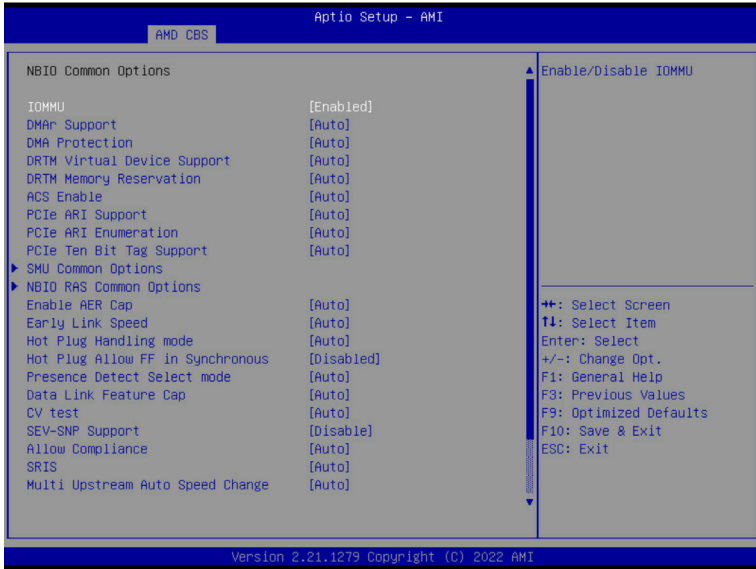 Aptio Setup – AMI
AMD CBS
NBIO Common Options
IOMMU [Enabled]
DMAr Support [Auto]
DMA Protection [Auto]
DRTM Virtual Device Support [Auto]
DRTM Memory Reservation [Auto]
ACS Enable [Auto]
PCIe ARI Support [Auto]
PCIe ARI Enumeration [Auto]
PCIe Ten Bit Tag Support [Auto]
SMU Common Options
NBIO RAS Common Options
Enable AER Cap [Auto]
Early Link Speed [Auto]
Hot Plug Handling mode [Auto]
Hot Plug Allow FF in Synchronous [Disabled]
Presence Detect Select mode [Auto]
Data Link Feature Cap [Auto]
CV test [Auto]
SEV-SNP Support [Disable]
Allow Compliance [Auto]
SRIS [Auto]
Multi Upstream Auto Speed Change [Auto]
Enable/Disable IOMMU
→←: Select Screen
↑↓: Select Item
Enter: Select
+/-: Change Opt.
F1: General Help
F3: Previous Values
F9: Optimized Defaults
F10: Save & Exit
ESC: Exit
Version 2.21.1279 Copyright (C) 2022 AMI